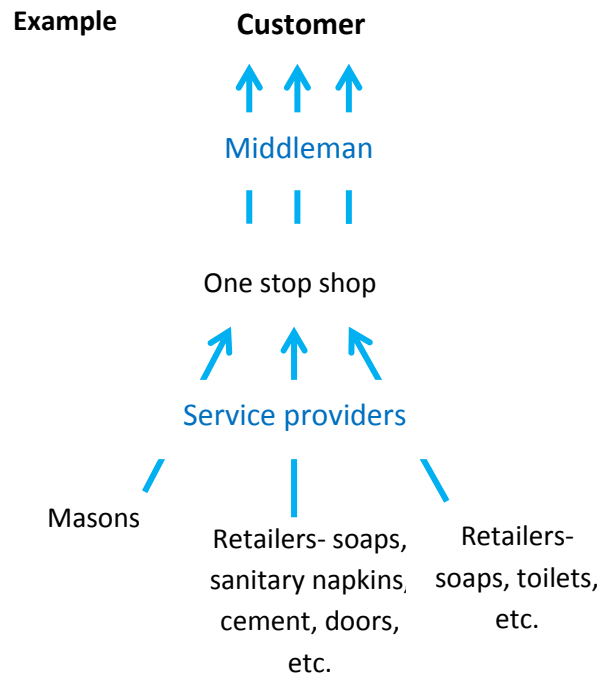 Example
Customer
Middleman
One stop shop
Service providers
Masons
Retailers- soaps,
sanitary napkins,
cement, doors,
etc.
Retailers-
soaps, toilets,
etc.